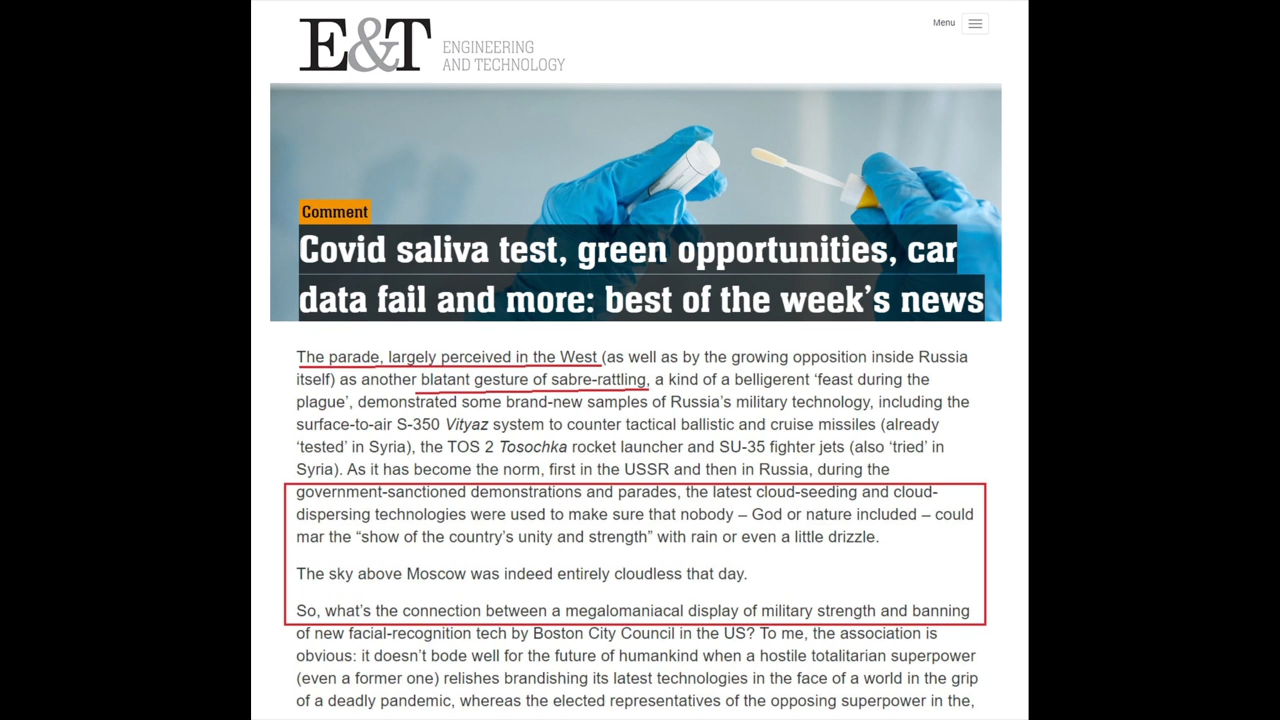 E&T ENGINEERING
AND TECHNOLOGY
Menu
Comment
Covid saliva test, green opportunities, car
data fail and more: best of the week’s news
The parade, largely perceived in the West (as well as by the growing opposition inside Russia
itself) as another blatant gesture of sabre-rattling, a kind of a belligerent ‘feast during the
plague’, demonstrated some brand-new samples of Russia’s military technology, including the
surface-to-air S-350 Vityaz system to counter tactical ballistic and cruise missiles (already
‘tested’ in Syria), the TOS 2 Tosochka rocket launcher and SU-35 fighter jets (also ‘tried’ in
Syria). As it has become the norm, first in the USSR and then in Russia, during the
government-sanctioned demonstrations and parades, the latest cloud-seeding and cloud-
dispersing technologies were used to make sure that nobody – God or nature included – could
mar the “show of the country’s unity and strength” with rain or even a little drizzle.
The sky above Moscow was indeed entirely cloudless that day.
So, what’s the connection between a megalomaniacal display of military strength and banning
of new facial-recognition tech by Boston City Council in the US? To me, the association is
obvious: it doesn’t bode well for the future of humankind when a hostile totalitarian superpower
(even a former one) relishes brandishing its latest technologies in the face of a world in the grip
of a deadly pandemic, whereas the elected representatives of the opposing superpower in the,